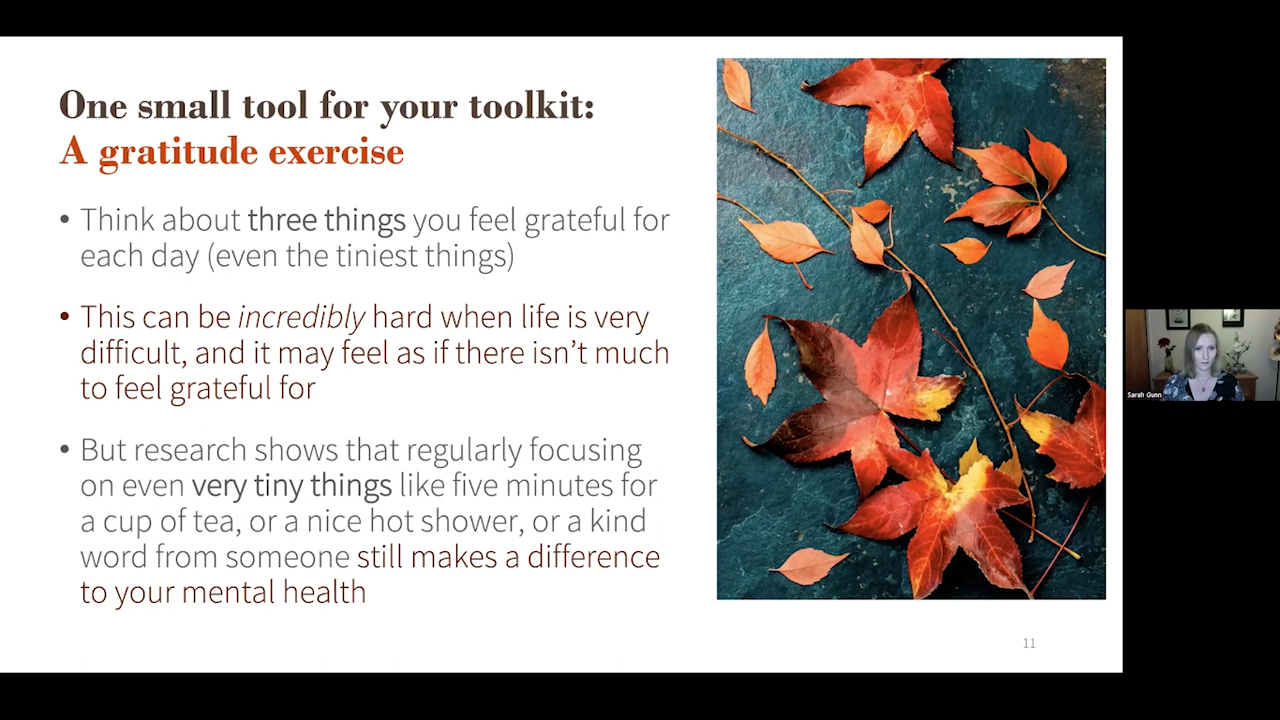 One small tool for your toolkit:
A gratitude exercise
• Think about three things you feel grateful for
each day (even the tiniest things)
• This can be incredibly hard when life is very
difficult, and it may feel as if there isn’t much
to feel grateful for
• But research shows that regularly focusing
on even very tiny things like five minutes for
a cup of tea, or a nice hot shower, or a kind
word from someone still makes a difference
to your mental health
11
Sarah Gunn